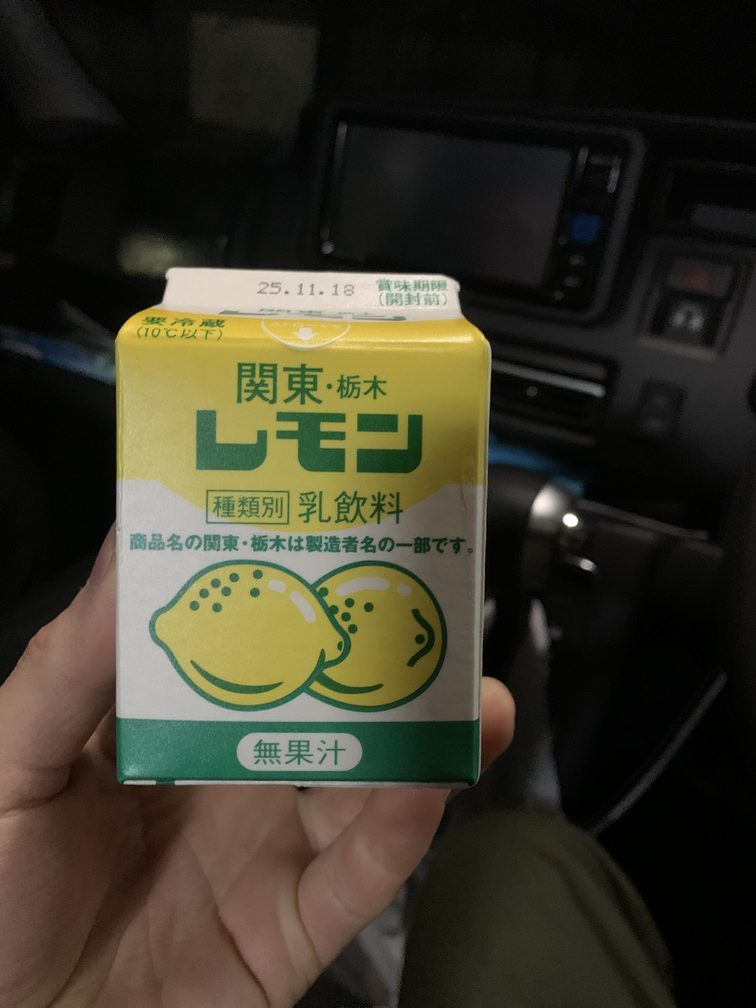 25.11.18 賞味期限
(開封前)
要冷蔵
(10℃以下)
関東・栃木
レモン
種類別 乳飲料
商品名の関東・栃木は製造者名の一部です。
無果汁